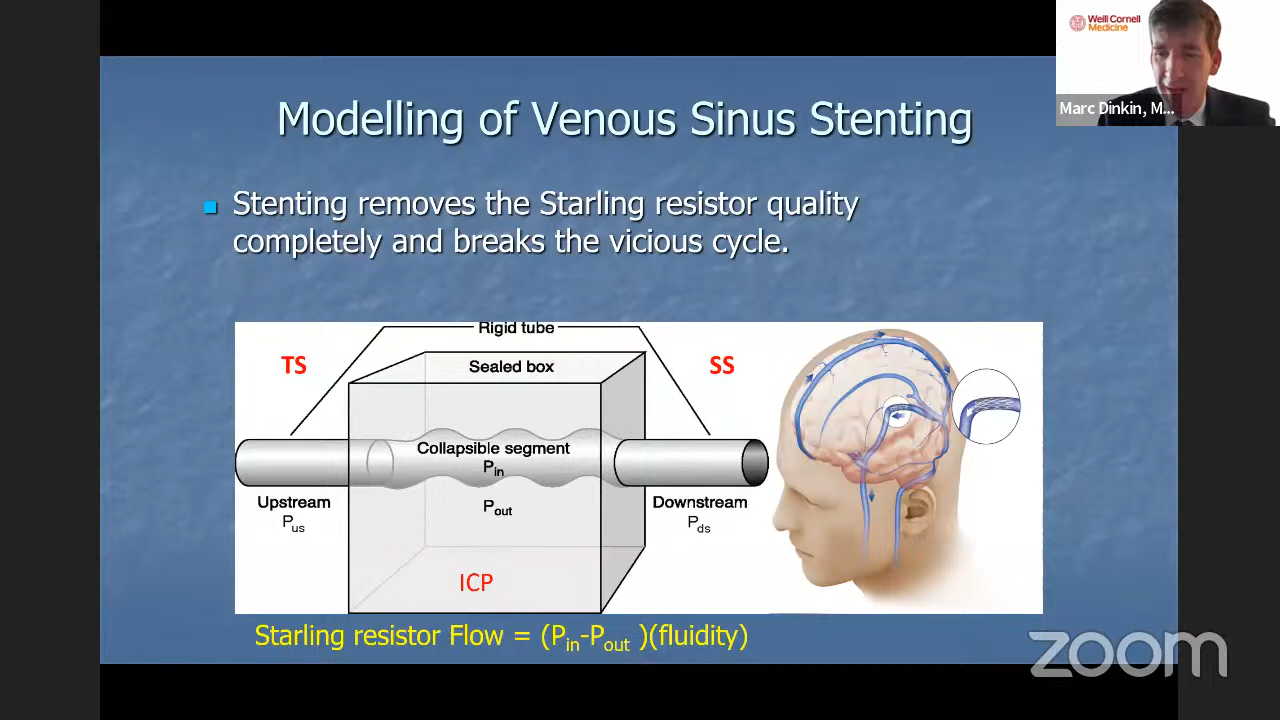 Weill Cornell
Medicine
Marc Dinkin, M...
Modelling of Venous Sinus Stenting
Stenting removes the Starling resistor quality
completely and breaks the vicious cycle.
Rigid tube
TS
Sealed box
SS
Collapsible segment
Pin
Upstream
Pus
Pout
Downstream
Pds
ICP
Starling resistor Flow = (Pin-Pout )(fluidity)
zoom